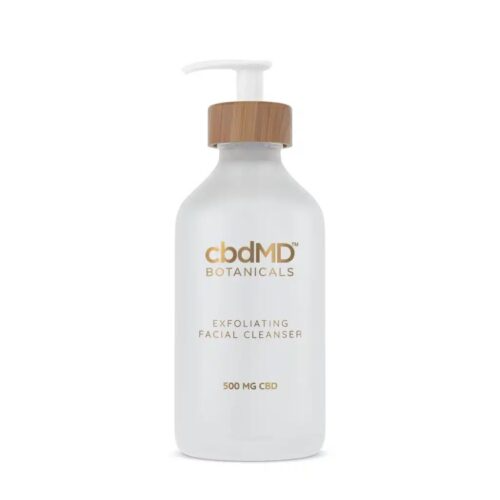 cbdMD™
BOTANICALS
EXFOLIATING
FACIAL CLEANSER
500 MG CBD